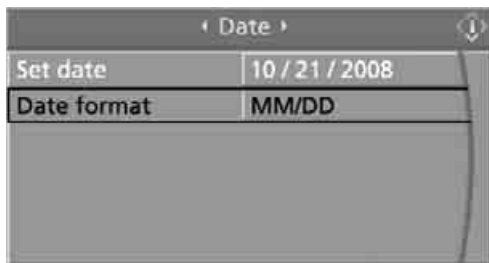 Date
Set date 10 / 21 / 2008
Date format MM/DD